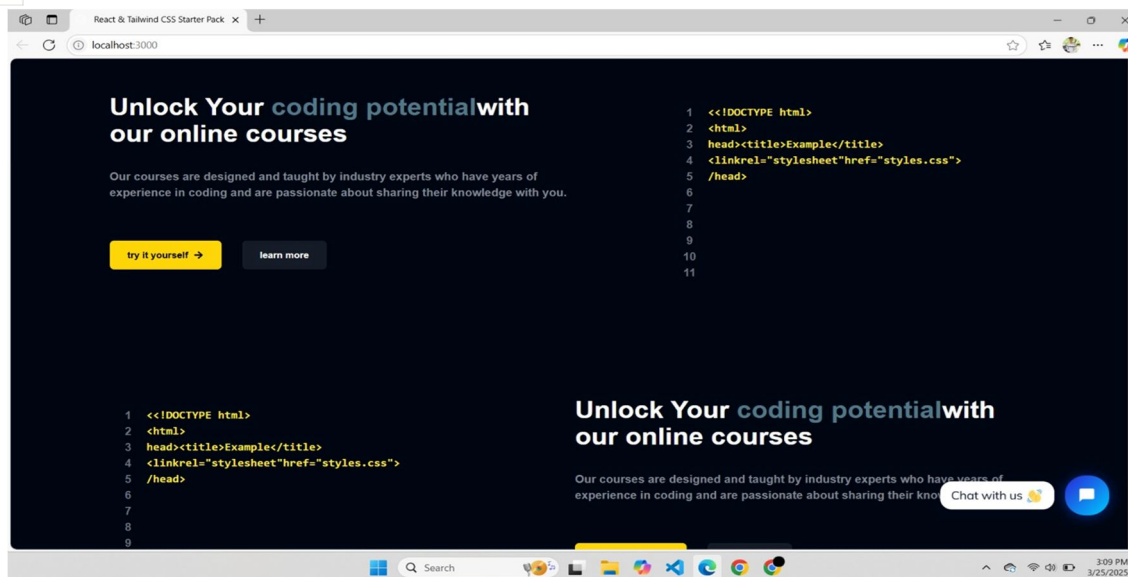 React & Tailwind CSS Starter Pack
localhost:3000
Unlock Your coding potentialwith
our online courses
Our courses are designed and taught by industry experts who have years of
experience in coding and are passionate about sharing their knowledge with you.
try it yourself → learn more
1 <<!DOCTYPE html>
2 <html>
3 head><title>Example</title>
4 <linkrel="stylesheet"href="styles.css">
5 /head>
6
7
8
9
10
11
1 <<!DOCTYPE html>
2 <html>
3 head><title>Example</title>
4 <linkrel="stylesheet"href="styles.css">
5 /head>
6
7
8
9
Unlock Your coding potentialwith
our online courses
Our courses are designed and taught by industry experts who have years of
experience in coding and are passionate about sharing their
Chat with us 👋
Search
3:09 PM
3/25/2025